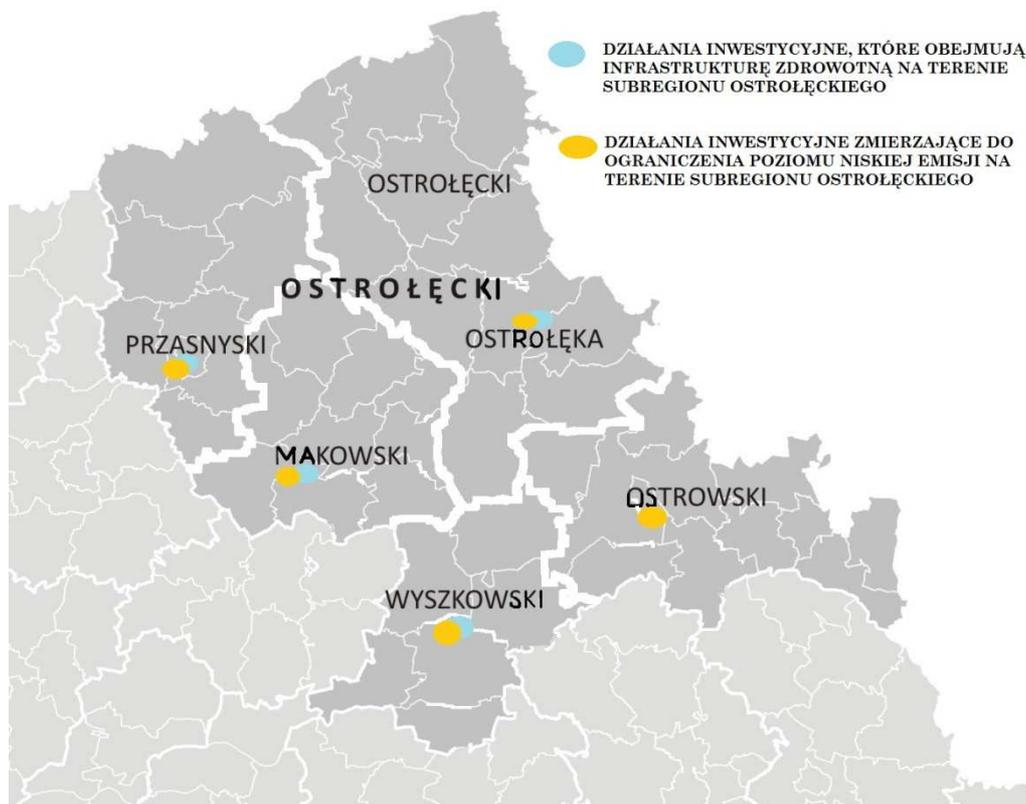 DZIAŁANIA INWESTYCYJNE, KTÓRE OBEJMUJĄ
INFRASTRUKTURĘ ZDROWOTNĄ NA TERENIE
SUBREGIONU OSTROŁĘCKIEGO
DZIAŁANIA INWESTYCYJNE ZMIERZAJĄCE DO
OGRANICZENIA POZIOMU NISKIEJ EMISJI NA
TERENIE SUBREGIONU OSTROŁĘCKIEGO
OSTROŁĘCKI
OSTROŁĘCKI
OSTROŁĘKA
PRZASNYSKI
MAKOWSKI
OSTROWSKI
WYSZKOWSKI